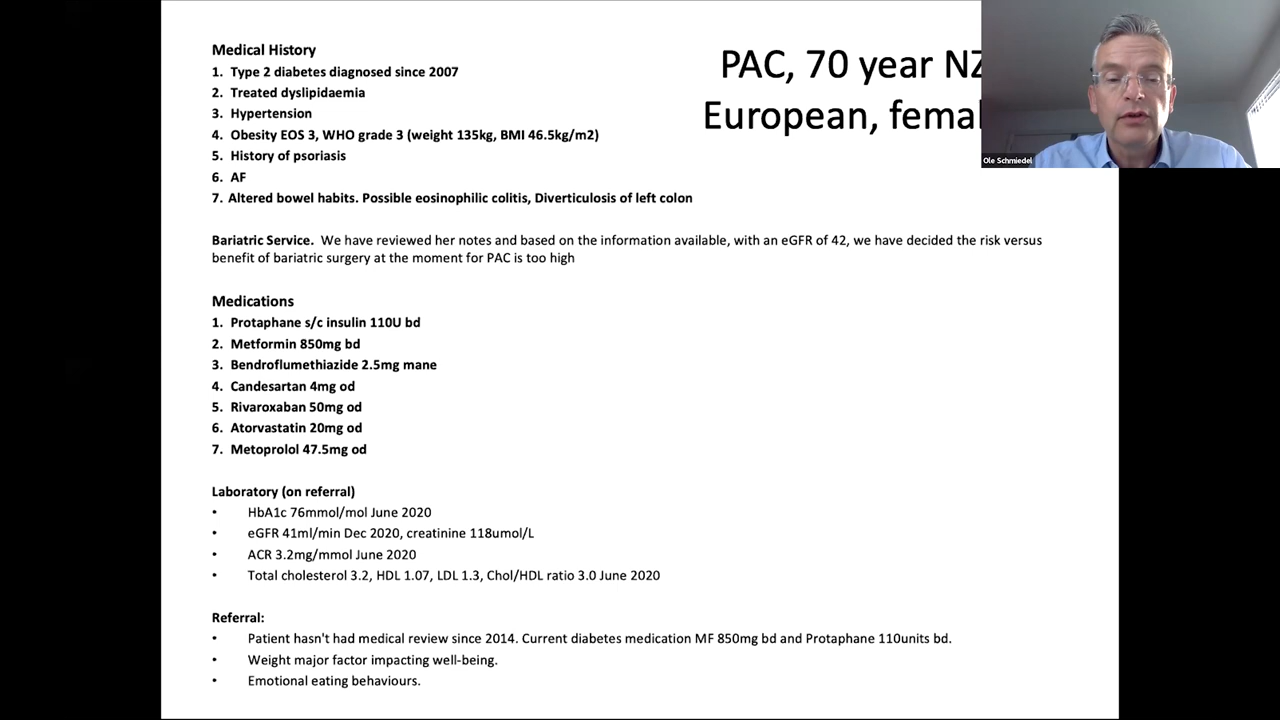 Medical History
1. Type 2 diabetes diagnosed since 2007
2. Treated dyslipidaemia
3. Hypertension
4. Obesity EOS 3, WHO grade 3 (weight 135kg, BMI 46.5kg/m2)
5. History of psoriasis
6. AF
7. Altered bowel habits. Possible eosinophilic colitis, Diverticulosis of left colon
PAC, 70 year NZ
European, femal
Ole Schmiedel
Bariatric Service. We have reviewed her notes and based on the information available, with an eGFR of 42, we have decided the risk versus
benefit of bariatric surgery at the moment for PAC is too high
Medications
1. Protaphane s/c insulin 110U bd
2. Metformin 850mg bd
3. Bendroflumethiazide 2.5mg mane
4. Candesartan 4mg od
5. Rivaroxaban 50mg od
6. Atorvastatin 20mg od
7. Metoprolol 47.5mg od
Laboratory (on referral)
• HbA1c 76mmol/mol June 2020
• eGFR 41ml/min Dec 2020, creatinine 118umol/L
• ACR 3.2mg/mmol June 2020
• Total cholesterol 3.2, HDL 1.07, LDL 1.3, Chol/HDL ratio 3.0 June 2020
Referral:
• Patient hasn't had medical review since 2014. Current diabetes medication MF 850mg bd and Protaphane 110units bd.
• Weight major factor impacting well-being.
• Emotional eating behaviours.